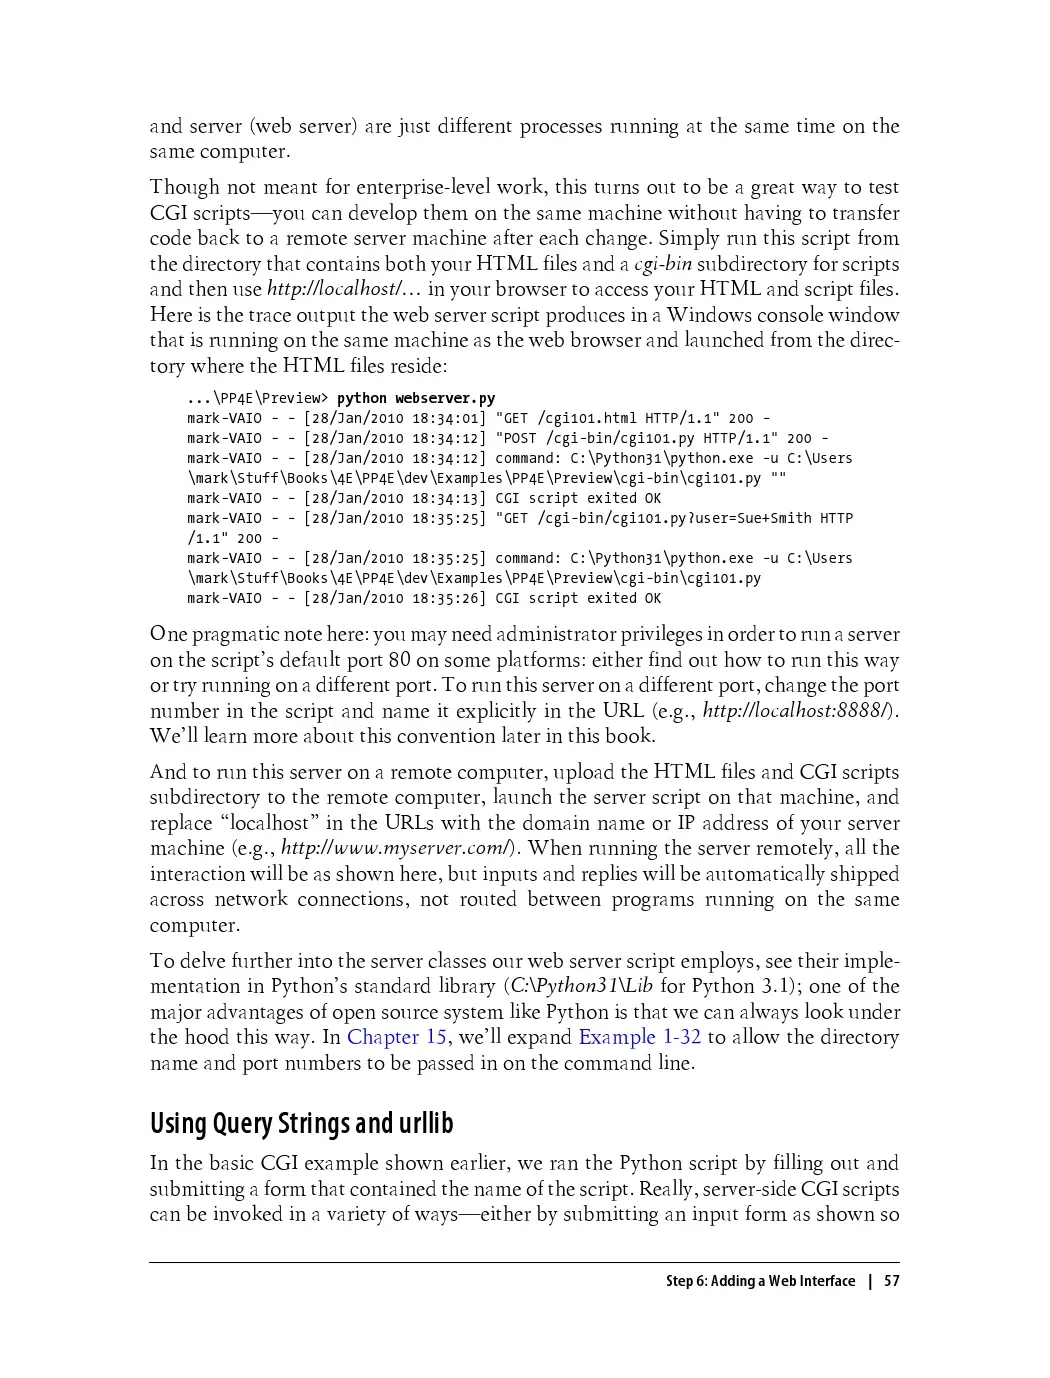 and server (web server) are just different processes running at the same time on the
same computer.
Though not meant for enterprise-level work, this turns out to be a great way to test
CGI scripts—you can develop them on the same machine without having to transfer
code back to a remote server machine after each change. Simply run this script from
the directory that contains both your HTML files and a cgi-bin subdirectory for scripts
and then use http://localhost/… in your browser to access your HTML and script files.
Here is the trace output the web server script produces in a Windows console window
that is running on the same machine as the web browser and launched from the direc-
tory where the HTML files reside:
...\PP4E\Preview> python webserver.py
mark-VAIO - - [28/Jan/2010 18:34:01] "GET /cgi101.html HTTP/1.1" 200 -
mark-VAIO - - [28/Jan/2010 18:34:12] "POST /cgi-bin/cgi101.py HTTP/1.1" 200 -
mark-VAIO - - [28/Jan/2010 18:34:12] command: C:\Python31\python.exe -u C:\Users
\mark\Stuff\Books\4E\PP4E\dev\Examples\PP4E\Preview\cgi-bin\cgi101.py ""
mark-VAIO - - [28/Jan/2010 18:34:13] CGI script exited OK
mark-VAIO - - [28/Jan/2010 18:35:25] "GET /cgi-bin/cgi101.py?user=Sue+Smith HTTP
/1.1" 200 -
mark-VAIO - - [28/Jan/2010 18:35:25] command: C:\Python31\python.exe -u C:\Users
\mark\Stuff\Books\4E\PP4E\dev\Examples\PP4E\Preview\cgi-bin\cgi101.py
mark-VAIO - - [28/Jan/2010 18:35:26] CGI script exited OK
One pragmatic note here: you may need administrator privileges in order to run a server
on the script's default port 80 on some platforms: either find out how to run this way
or try running on a different port. To run this server on a different port, change the port
number in the script and name it explicitly in the URL (e.g., http://localhost:8888/).
We'll learn more about this convention later in this book.
And to run this server on a remote computer, upload the HTML files and CGI scripts
subdirectory to the remote computer, launch the server script on that machine, and
replace “localhost” in the URLs with the domain name or IP address of your server
machine (e.g., http://www.myserver.com/). When running the server remotely, all the
interaction will be as shown here, but inputs and replies will be automatically shipped
across network connections, not routed between programs running on the same
computer.
To delve further into the server classes our web server script employs, see their imple-
mentation in Python's standard library (C:\Python31\Lib for Python 3.1); one of the
major advantages of open source system like Python is that we can always look under
the hood this way. In Chapter 15, we'll expand Example 1-32 to allow the directory
name and port numbers to be passed in on the command line.
Using Query Strings and urllib
In the basic CGI example shown earlier, we ran the Python script by filling out and
submitting a form that contained the name of the script. Really, server-side CGI scripts
can be invoked in a variety of ways—either by submitting an input form as shown so
Step 6: Adding a Web Interface | 57